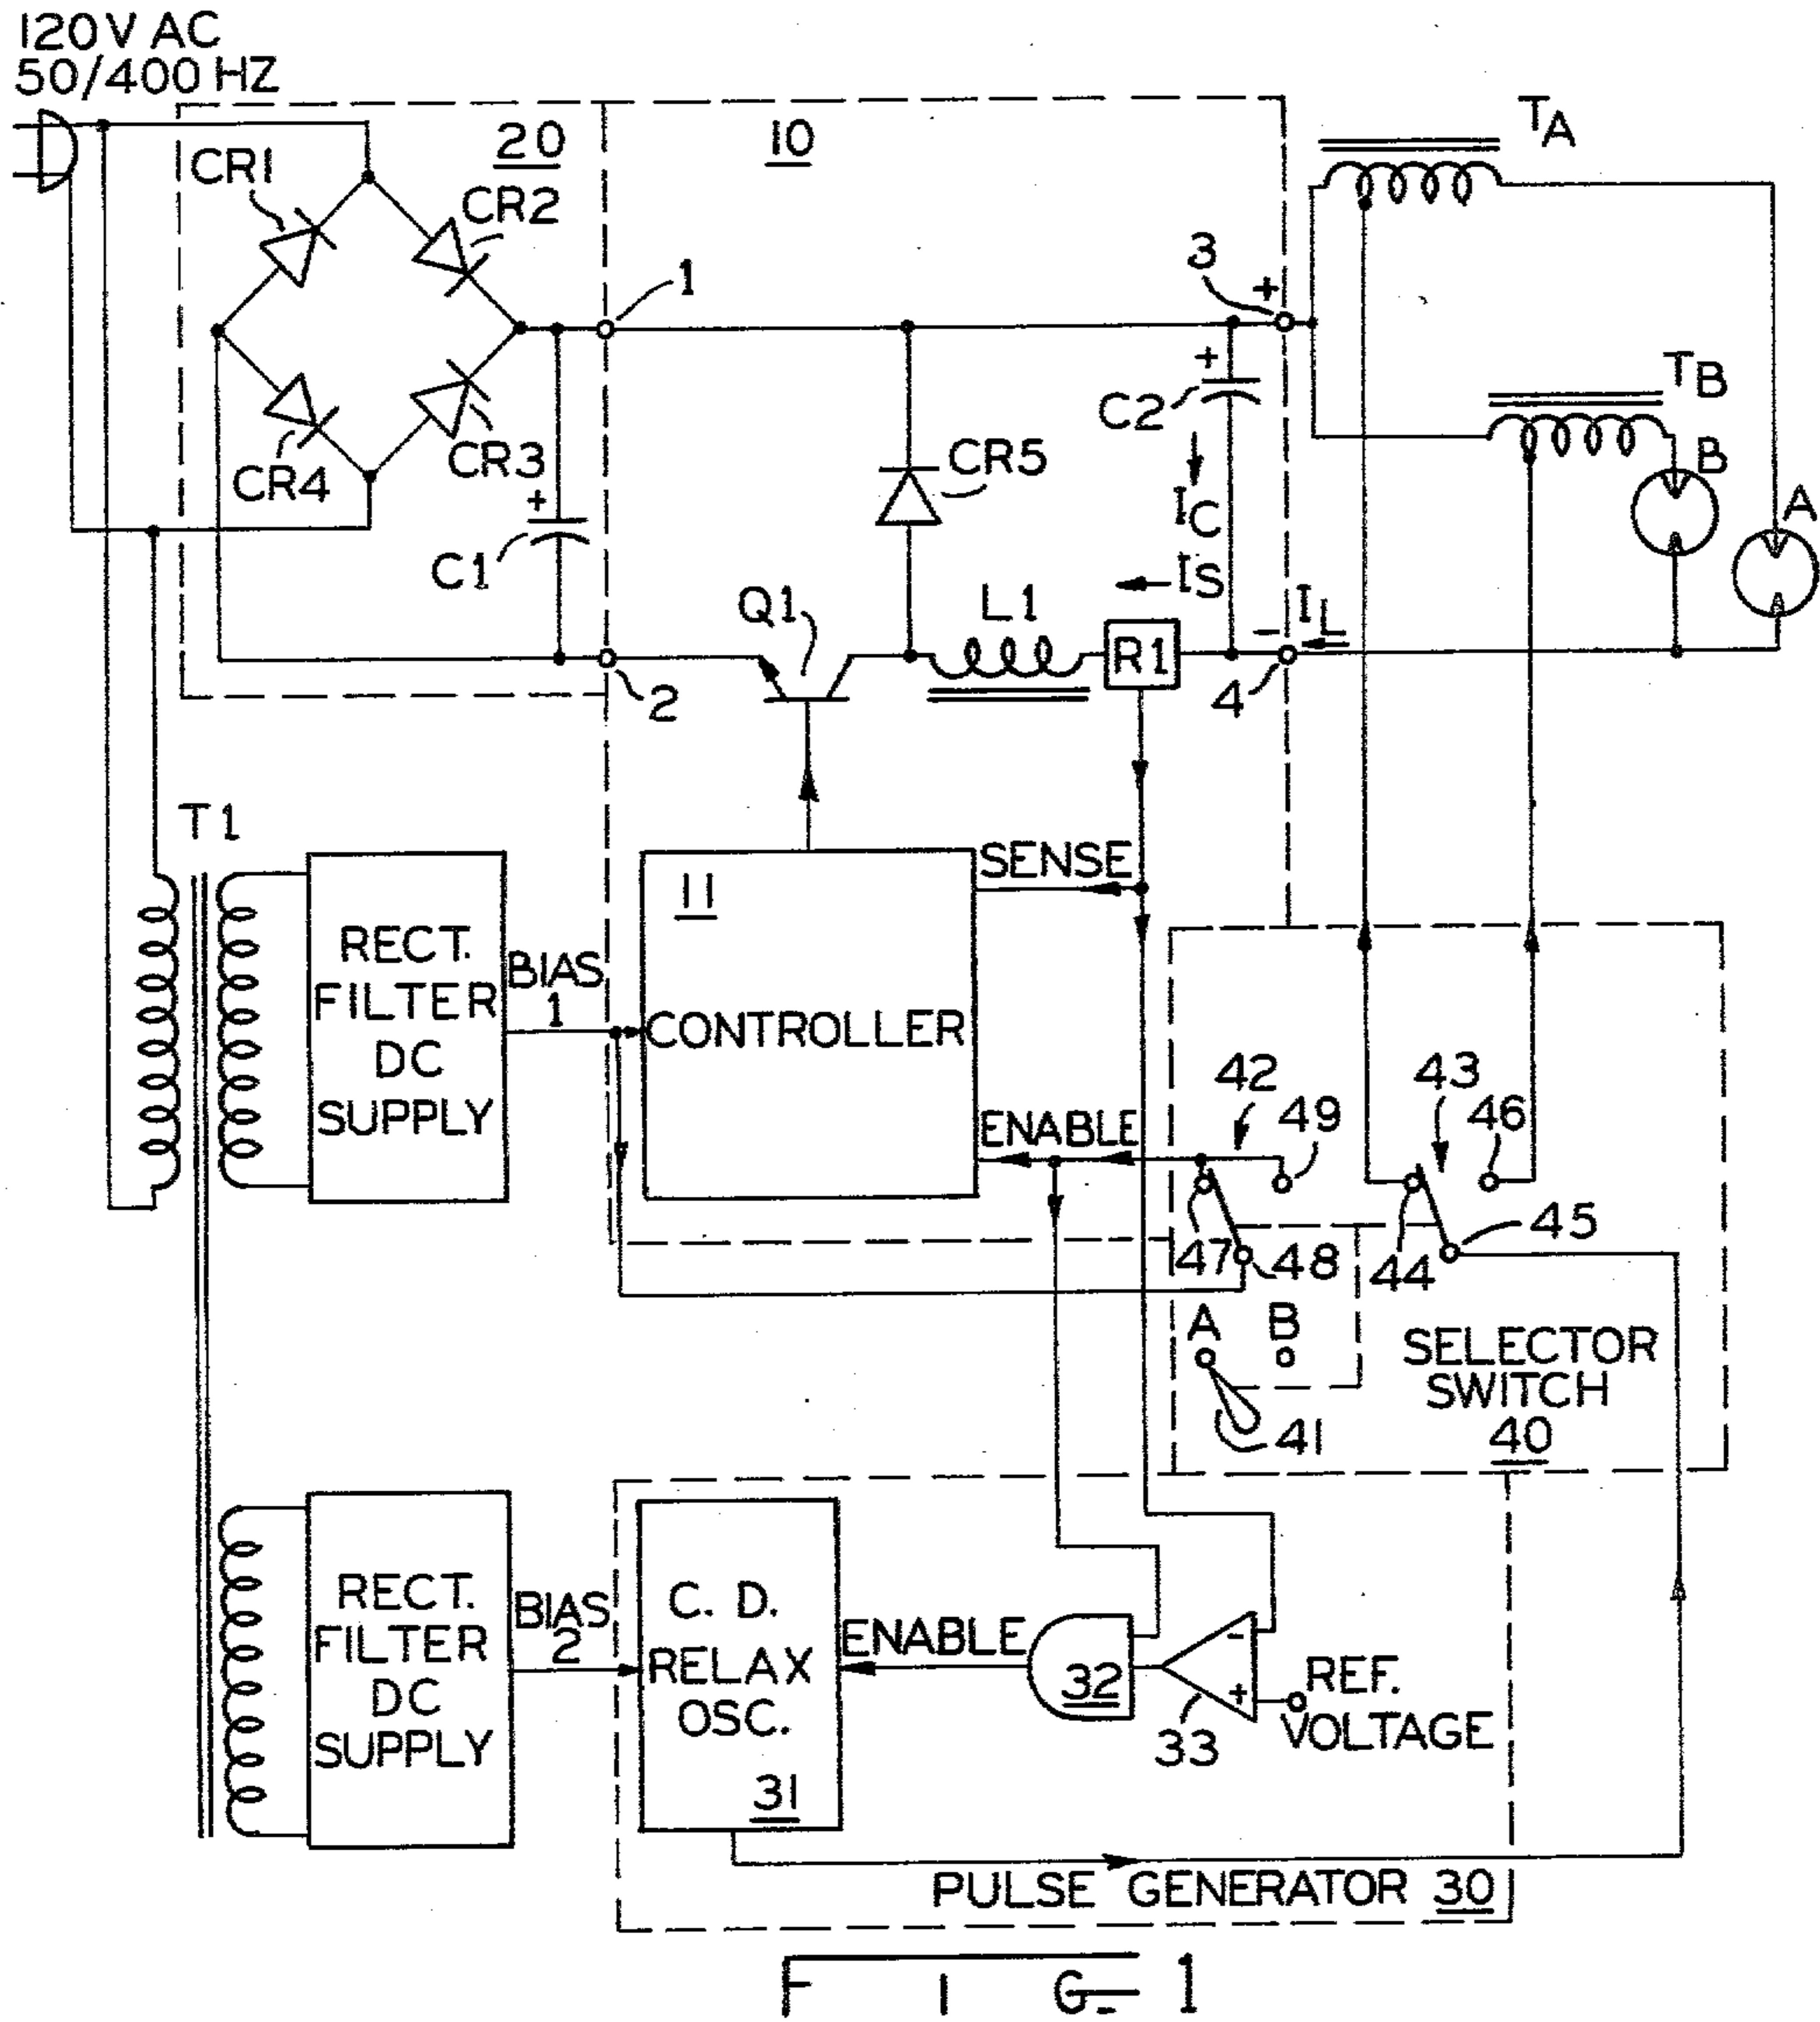 120V AC
50/400 HZ
20
10
TA
CR1
CR2
1
3
+
+
TB
C2
CR4
CR3
CR5
B
A
+
C1
IC
IS
Q1
L1
R1
-
IL
2
4
T1
11
SENSE
RECT.
FILTER
DC
SUPPLY
BIAS
1
CONTROLLER
42
43
49
46
ENABLE
47
48
44
45
A
B
SELECTOR
SWITCH
40
41
RECT.
FILTER
DC
SUPPLY
BIAS
2
C. D.
RELAX
OSC.
31
ENABLE
32
-
+
33
REF.
VOLTAGE
PULSE GENERATOR 30
FIG- 1